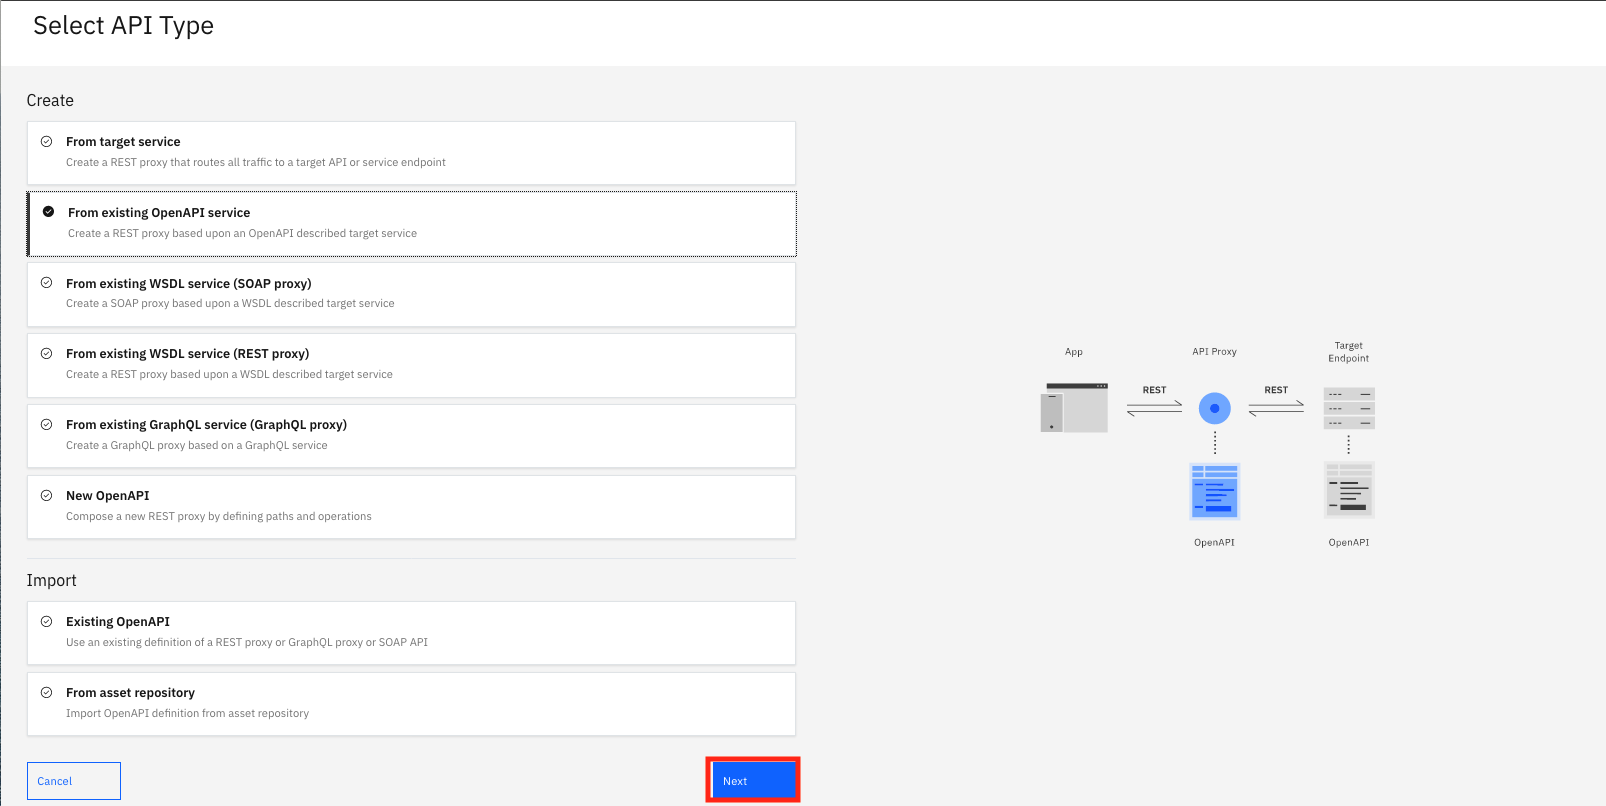 Select API Type
Create
From target service
Create a REST proxy that routes all traffic to a target API or service endpoint
From existing OpenAPI service
Create a REST proxy based upon an OpenAPI described target service
From existing WSDL service (SOAP proxy)
Create a SOAP proxy based upon a WSDL described target service
From existing WSDL service (REST proxy)
Create a REST proxy based upon a WSDL described target service
From existing GraphQL service (GraphQL proxy)
Create a GraphQL proxy based on a GraphQL service
New OpenAPI
Compose a new REST proxy by defining paths and operations
Import
Existing OpenAPI
Use an existing definition of a REST proxy or GraphQL proxy or SOAP API
From asset repository
Import OpenAPI definition from asset repository
Cancel
Next
App
API Proxy
Target
Endpoint
REST
REST
OpenAPI
OpenAPI